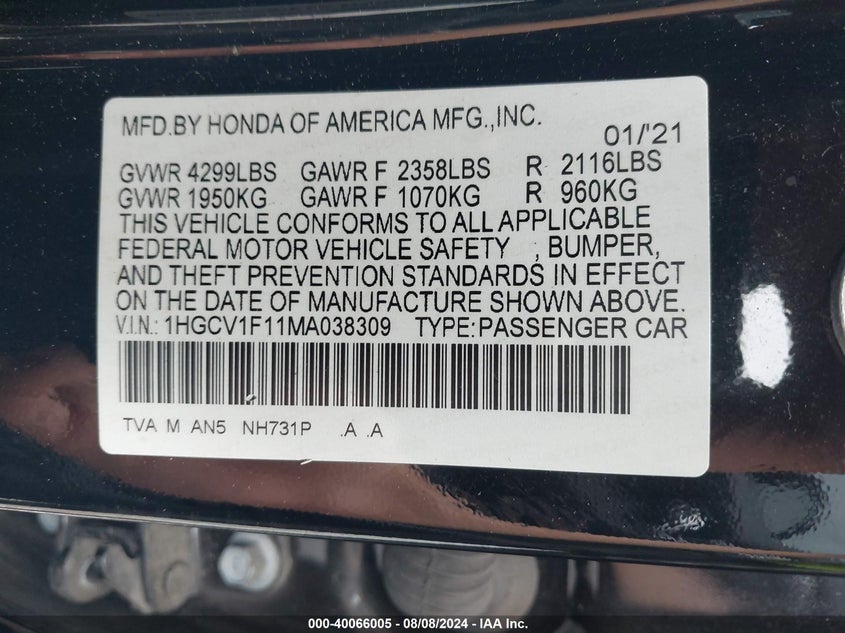 MFD.BY HONDA OF AMERICA MFG.,INC.
01/'21
GVWR 4299LBS GAWR F 2358LBS R 2116LBS
GVWR 1950KG GAWR F 1070KG R 960KG
THIS VEHICLE CONFORMS TO ALL APPLICABLE
FEDERAL MOTOR VEHICLE SAFETY , BUMPER,
AND THEFT PREVENTION STANDARDS IN EFFECT
ON THE DATE OF MANUFACTURE SHOWN ABOVE.
V.I.N.: 1HGCV1F11MA038309 TYPE:PASSENGER CAR
TVA M AN5 NH731P .A .A
000-40066005 - 08/08/2024 - IAA Inc.